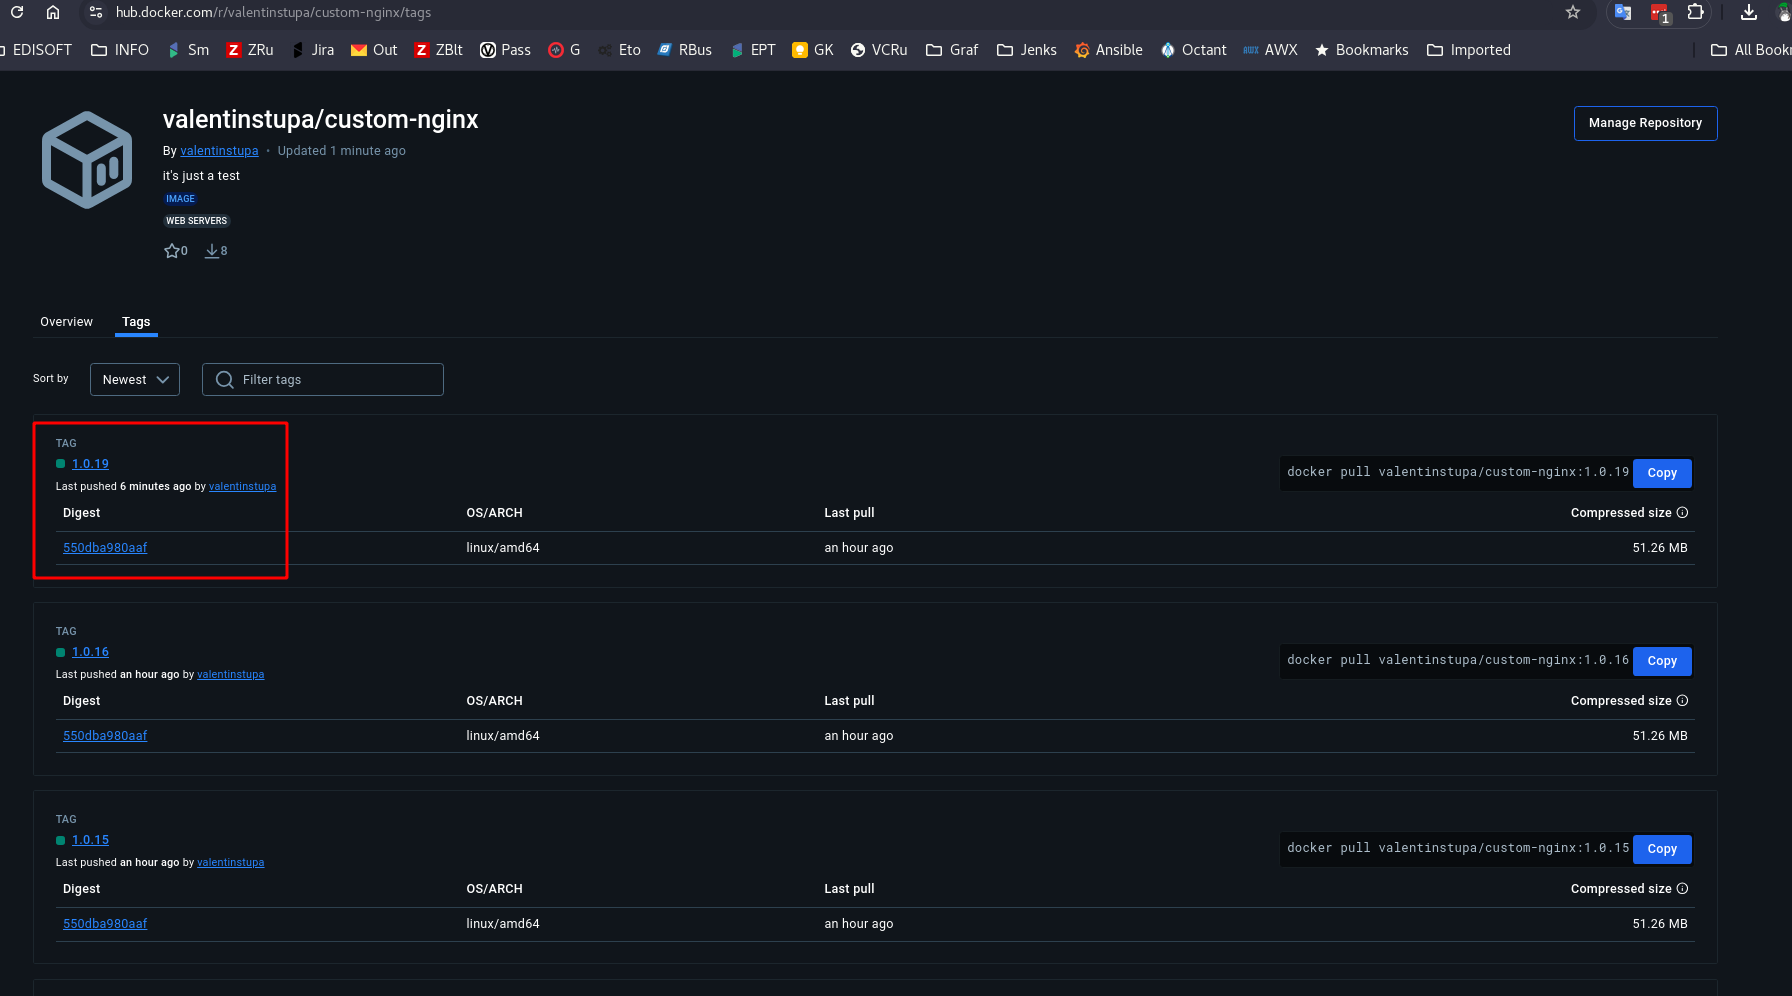 hub.docker.com/r/valentinstupa/custom-nginx/tags
1
EDISOFT INFO Sm ZRu Jira Out ZBlt Pass G Eto RBus EPT GK VCRu Graf Jenks Ansible Octant AWX Bookmarks Imported All Book
valentinstupa/custom-nginx
Manage Repository
By valentinstupa • Updated 1 minute ago
it's just a test
IMAGE
WEB SERVERS
0 8
Overview Tags
Sort by Newest Filter tags
TAG
1.0.19
docker pull valentinstupa/custom-nginx:1.0.19 Copy
Last pushed 6 minutes ago by valentinstupa
Digest OS/ARCH Last pull Compressed size
550dba980aaf linux/amd64 an hour ago 51.26 MB
TAG
1.0.16
docker pull valentinstupa/custom-nginx:1.0.16 Copy
Last pushed an hour ago by valentinstupa
Digest OS/ARCH Last pull Compressed size
550dba980aaf linux/amd64 an hour ago 51.26 MB
TAG
1.0.15
docker pull valentinstupa/custom-nginx:1.0.15 Copy
Last pushed an hour ago by valentinstupa
Digest OS/ARCH Last pull Compressed size
550dba980aaf linux/amd64 an hour ago 51.26 MB